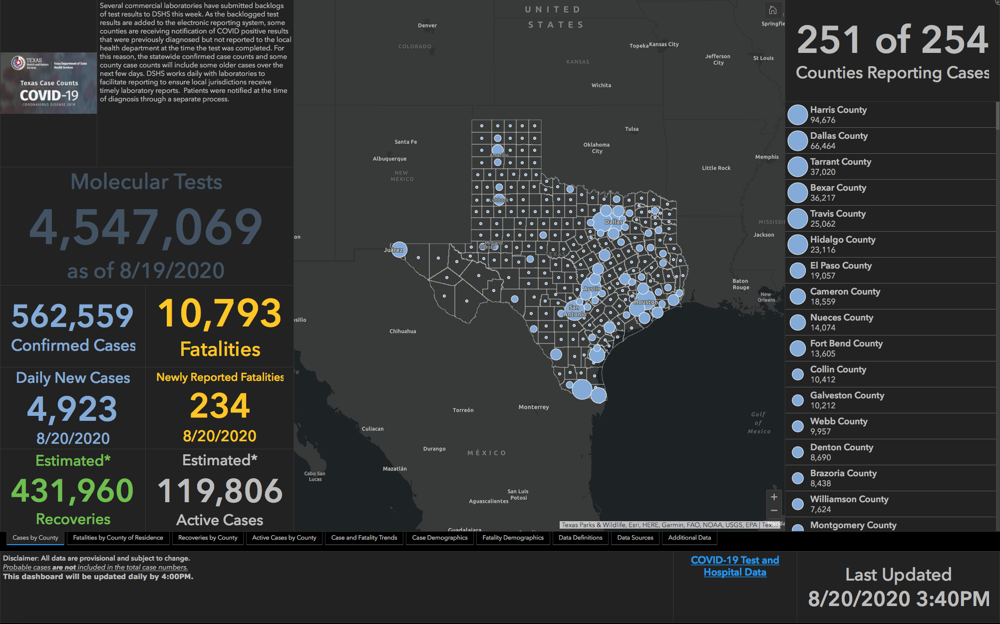 Several commercial laboratories have submitted backlogs
of test results to DSHS this week. As the backlogged test
results are added to the electronic reporting system, some
counties are receiving notification of COVID positive results
that were previously diagnosed but not reported to the local
health department at the time the test was completed. For
this reason, the statewide confirmed case counts and some
county case counts will include some older cases over the
next few days. DSHS works daily with laboratories to
facilitate reporting to ensure local jurisdictions receive
timely laboratory reports.  Patients were notified at the time
of diagnosis through a separate process.
TEXAS
Health and Human
Services
Texas Department of State
Health Services
Texas Case Counts
COVID-19
CORONAVIRUS DISEASE 2019
Molecular Tests
4,547,069
as of 8/19/2020
562,559
Confirmed Cases
10,793
Fatalities
Daily New Cases
4,923
8/20/2020
Newly Reported Fatalities
234
8/20/2020
Estimated*
431,960
Recoveries
Estimated*
119,806
Active Cases
UNITED
STATES
Denver
COLORADO
Springfie
Topeka
Kansas City
KANSAS
Jefferson
City
St Louis
Wichita
Tulsa
Santa Fe
Oklahoma
City
Albuquerque
Amarillo
Memphis
NEW
MEXICO
Little Rock
Lubbock
Dallas
MISSISSI
Jackson
on
Juárez
Midland
Odessa
TEXAS
Baton
Rouge
Austin
New
Orleans
Houston
San
Antonio
osillo
Chihuahua
ia
Monterrey
Torreón
Gulf
of
Mexico
Culiacan
Durango
MÉXICO
Mazatlán
Cabo San
Lucas
San Luis
Potosi
Aguascalientes
Guadalajara
+
−
Texas Parks & Wildlife, Esri, HERE, Garmin, FAO, NOAA, USGS, EPA | Tex...
251 of 254
Counties Reporting Cases
Harris County
94,676
Dallas County
66,464
Tarrant County
37,020
Bexar County
36,217
Travis County
25,062
Hidalgo County
23,116
El Paso County
19,057
Cameron County
18,559
Nueces County
14,074
Fort Bend County
13,605
Collin County
10,412
Galveston County
10,212
Webb County
9,957
Denton County
8,690
Brazoria County
8,438
Williamson County
7,624
Montgomery County
Cases by County
Fatalities by County of Residence
Recoveries by County
Active Cases by County
Case and Fatality Trends
Case Demographics
Fatality Demographics
Data Definitions
Data Sources
Additional Data
Disclaimer: All data are provisional and subject to change.
Probable cases are not included in the total case numbers.
This dashboard will be updated daily by 4:00PM.
COVID-19 Test and
Hospital Data
Last Updated
8/20/2020 3:40PM